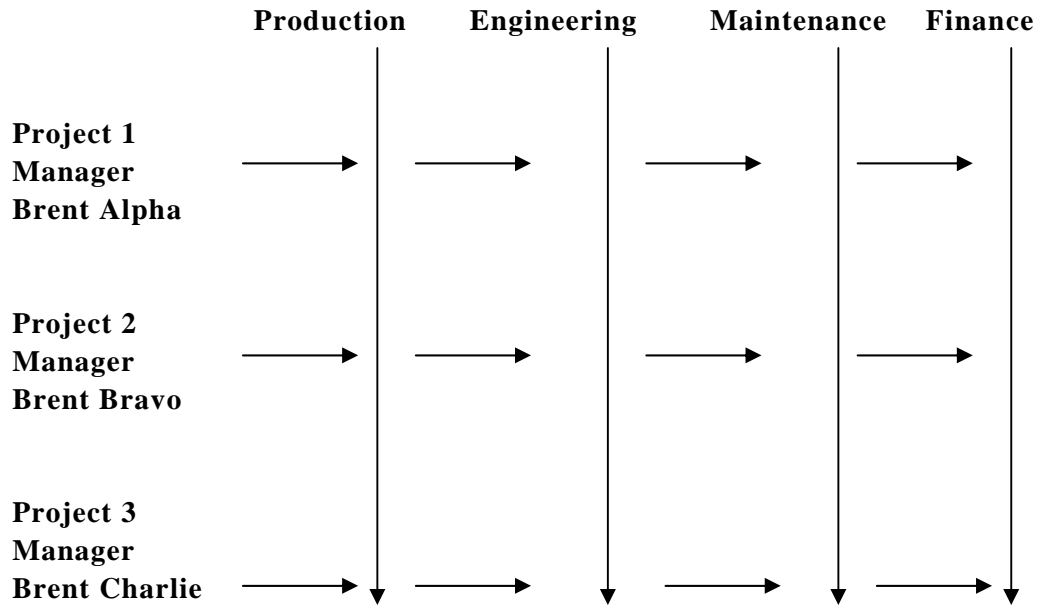 Production Engineering Maintenance Finance
Project 1
Manager
Brent Alpha
Project 2
Manager
Brent Bravo
Project 3
Manager
Brent Charlie